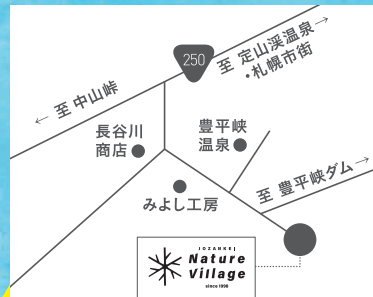 250
至 定山渓温泉→
・札幌市街
← 至 中山峠
長谷川
商店
豊平峡
温泉
至 豊平峡ダム→
みよし工房
JOZANKEI
Nature
Village
since 1998